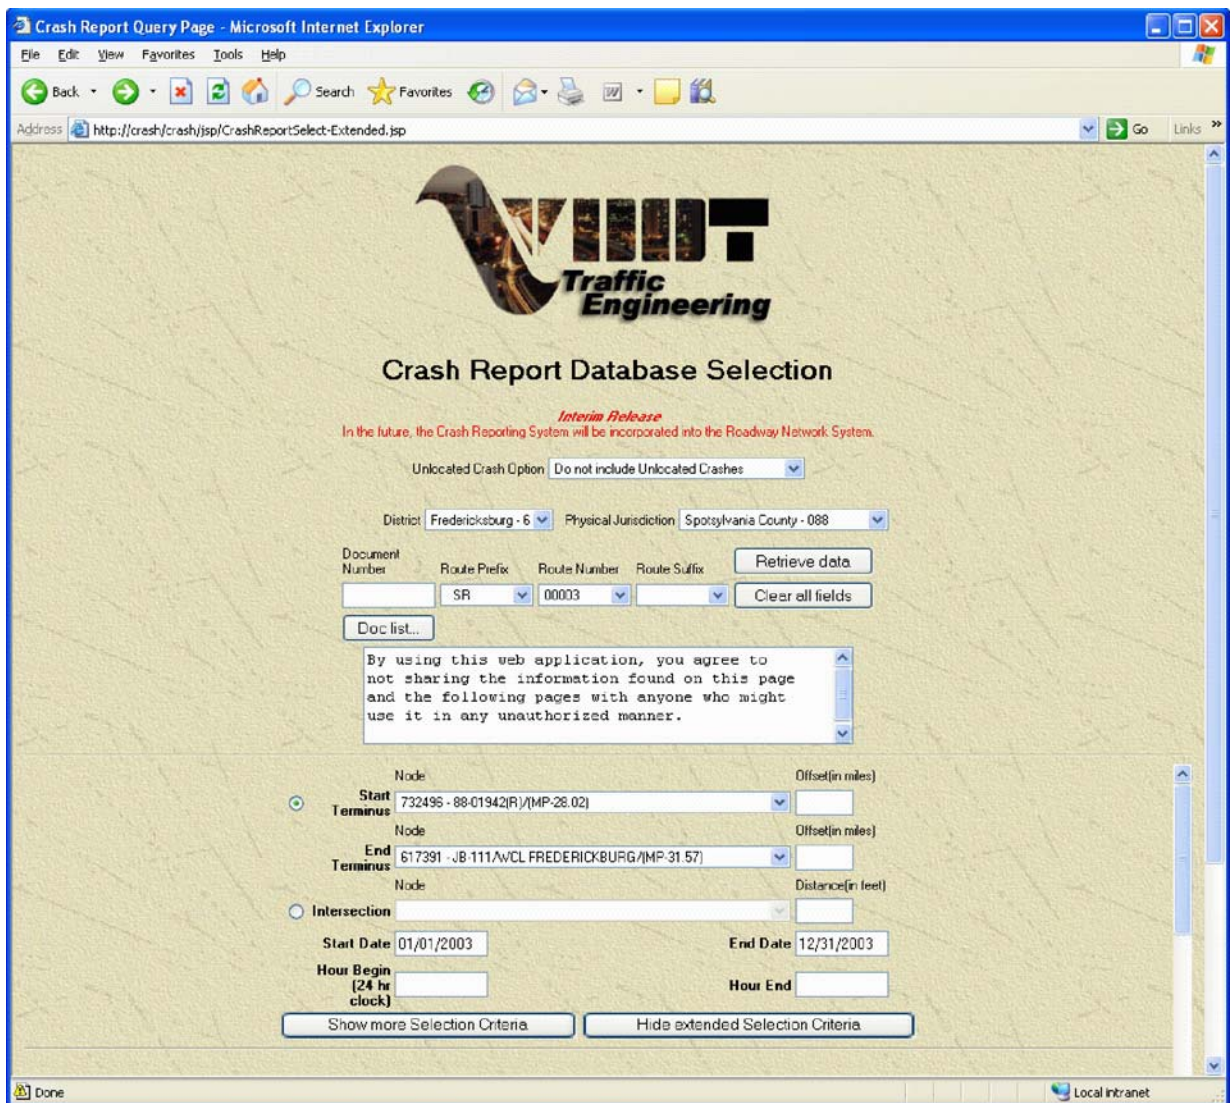 Crash Report Query Page - Microsoft Internet Explorer
File Edit View Favorites Tools Help
Back Search Favorites
Address http://crash/crash/jsp/CrashReportSelect-Extended.jsp Go Links »
VDOT
Traffic
Engineering
Crash Report Database Selection
Interim Release
In the future, the Crash Reporting System will be incorporated into the Roadway Network System.
Unlocated Crash Option Do not include Unlocated Crashes
District Fredericksburg - 6 Physical Jurisdiction Spotsylvania County - 088
Document
Number Route Prefix Route Number Route Suffix Retrieve data
SR 00003 Clear all fields
Doc list...
By using this web application, you agree to
not sharing the information found on this page
and the following pages with anyone who might
use it in any unauthorized manner.
Node Offset(in miles)
Start
Terminus 732496 - 88-01942(R)/(MP-28.02)
Node Offset(in miles)
End
Terminus 617391 - JB-111/WCL FREDERICKBURG/(MP-31.57)
Node Distance(in feet)
Intersection
Start Date 01/01/2003 End Date 12/31/2003
Hour Begin
(24 hr
clock) Hour End
Show more Selection Criteria Hide extended Selection Criteria
Done Local intranet